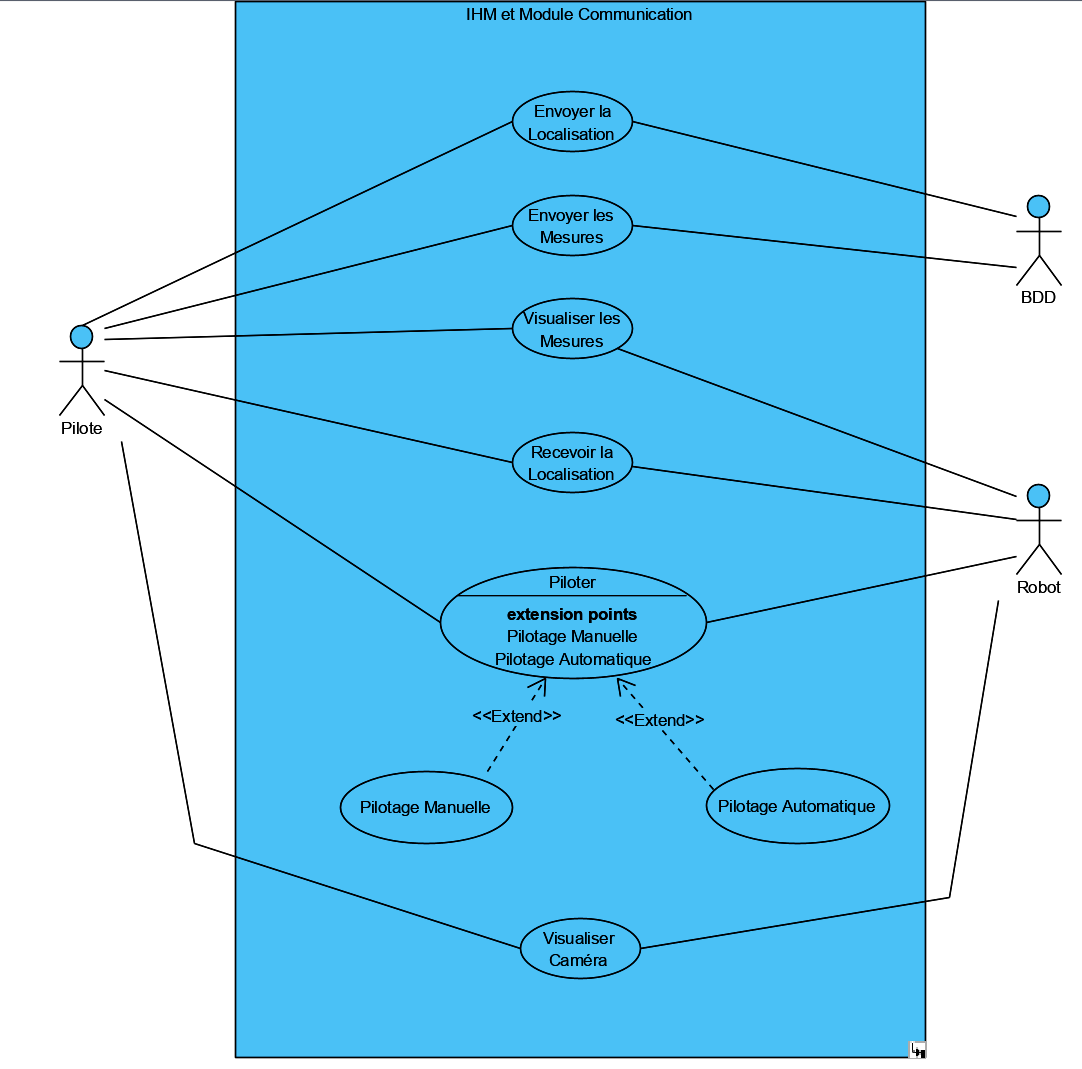 IHM et Module Communication
Envoyer la
Localisation
Envoyer les
Mesures
BDD
Visualiser les
Mesures
Pilote
Recevoir la
Localisation
Robot
Piloter
extension points
Pilotage Manuelle
Pilotage Automatique
<<Extend>>
<<Extend>>
Pilotage Manuelle
Pilotage Automatique
Visualiser
Caméra